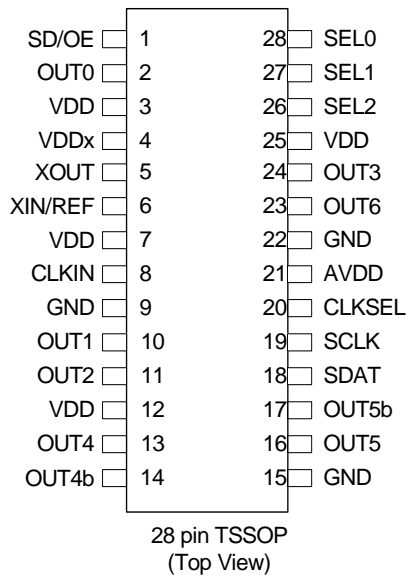 SD/OE 1 28 SEL0
OUT0 2 27 SEL1
VDD 3 26 SEL2
VDDx 4 25 VDD
XOUT 5 24 OUT3
XIN/REF 6 23 OUT6
VDD 7 22 GND
CLKIN 8 21 AVDD
GND 9 20 CLKSEL
OUT1 10 19 SCLK
OUT2 11 18 SDAT
VDD 12 17 OUT5b
OUT4 13 16 OUT5
OUT4b 14 15 GND
28 pin TSSOP
(Top View)